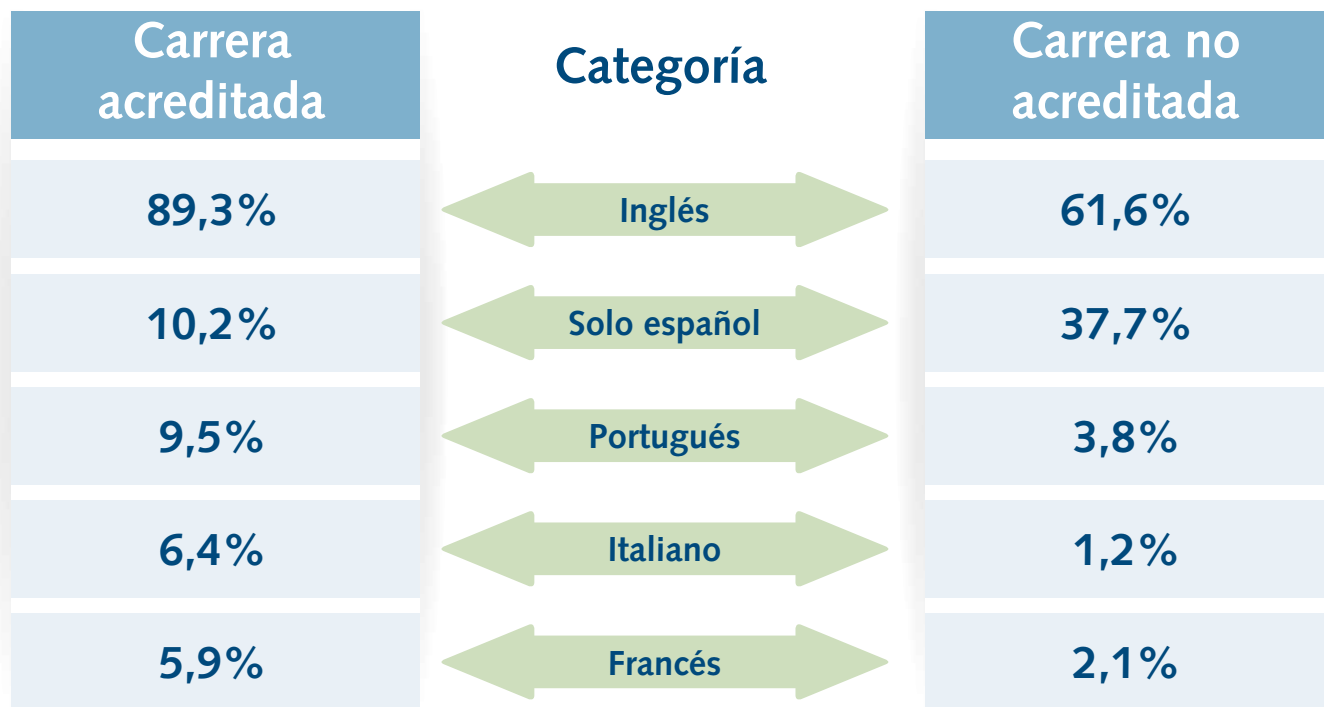 Carrera
acreditada
Categoría
Carrera no
acreditada
89,3%
Inglés
61,6%
10,2%
Solo español
37,7%
9,5%
Portugués
3,8%
6,4%
Italiano
1,2%
5,9%
Francés
2,1%